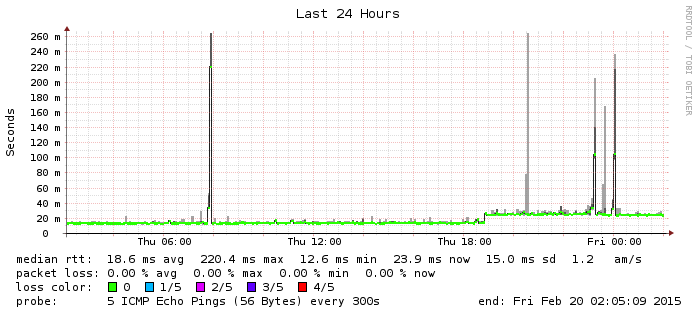 Last 24 Hours
RRDTOOL / TOBI OETIKER
Seconds
260 m
240 m
220 m
200 m
180 m
160 m
140 m
120 m
100 m
80 m
60 m
40 m
20 m
0
Thu 06:00 Thu 12:00 Thu 18:00 Fri 00:00
median rtt: 18.6 ms avg 220.4 ms max 12.6 ms min 23.9 ms now 15.0 ms sd 1.2 am/s
packet loss: 0.00 % avg 0.00 % max 0.00 % min 0.00 % now
loss color: 0 1/5 2/5 3/5 4/5
probe: 5 ICMP Echo Pings (56 Bytes) every 300s end: Fri Feb 20 02:05:09 2015